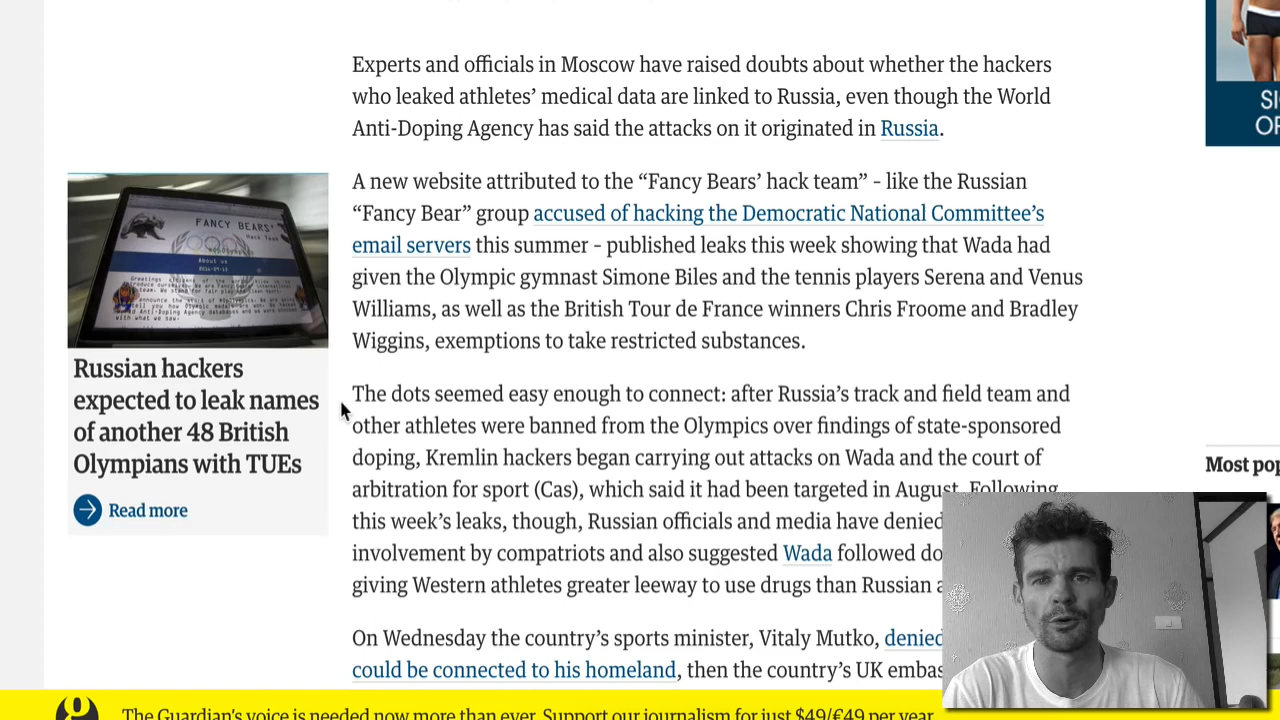 Experts and officials in Moscow have raised doubts about whether the hackers
who leaked athletes’ medical data are linked to Russia, even though the World
Anti-Doping Agency has said the attacks on it originated in Russia.
A new website attributed to the “Fancy Bears’ hack team” - like the Russian
“Fancy Bear” group accused of hacking the Democratic National Committee’s
email servers this summer - published leaks this week showing that Wada had
given the Olympic gymnast Simone Biles and the tennis players Serena and Venus
Williams, as well as the British Tour de France winners Chris Froome and Bradley
Wiggins, exemptions to take restricted substances.
The dots seemed easy enough to connect: after Russia’s track and field team and
other athletes were banned from the Olympics over findings of state-sponsored
doping, Kremlin hackers began carrying out attacks on Wada and the court of
arbitration for sport (Cas), which said it had been targeted in August. Following
this week’s leaks, though, Russian officials and media have denied
involvement by compatriots and also suggested Wada followed do
giving Western athletes greater leeway to use drugs than Russian a
On Wednesday the country’s sports minister, Vitaly Mutko, denied
could be connected to his homeland, then the country’s UK embas
FANCY BEARS'
Hack Team
About us
Russian hackers
expected to leak names
of another 48 British
Olympians with TUEs
Read more
SI
OF
Most pop
The Guardian's voice is needed now more than ever. Support our journalism for just $49/€49 per year.